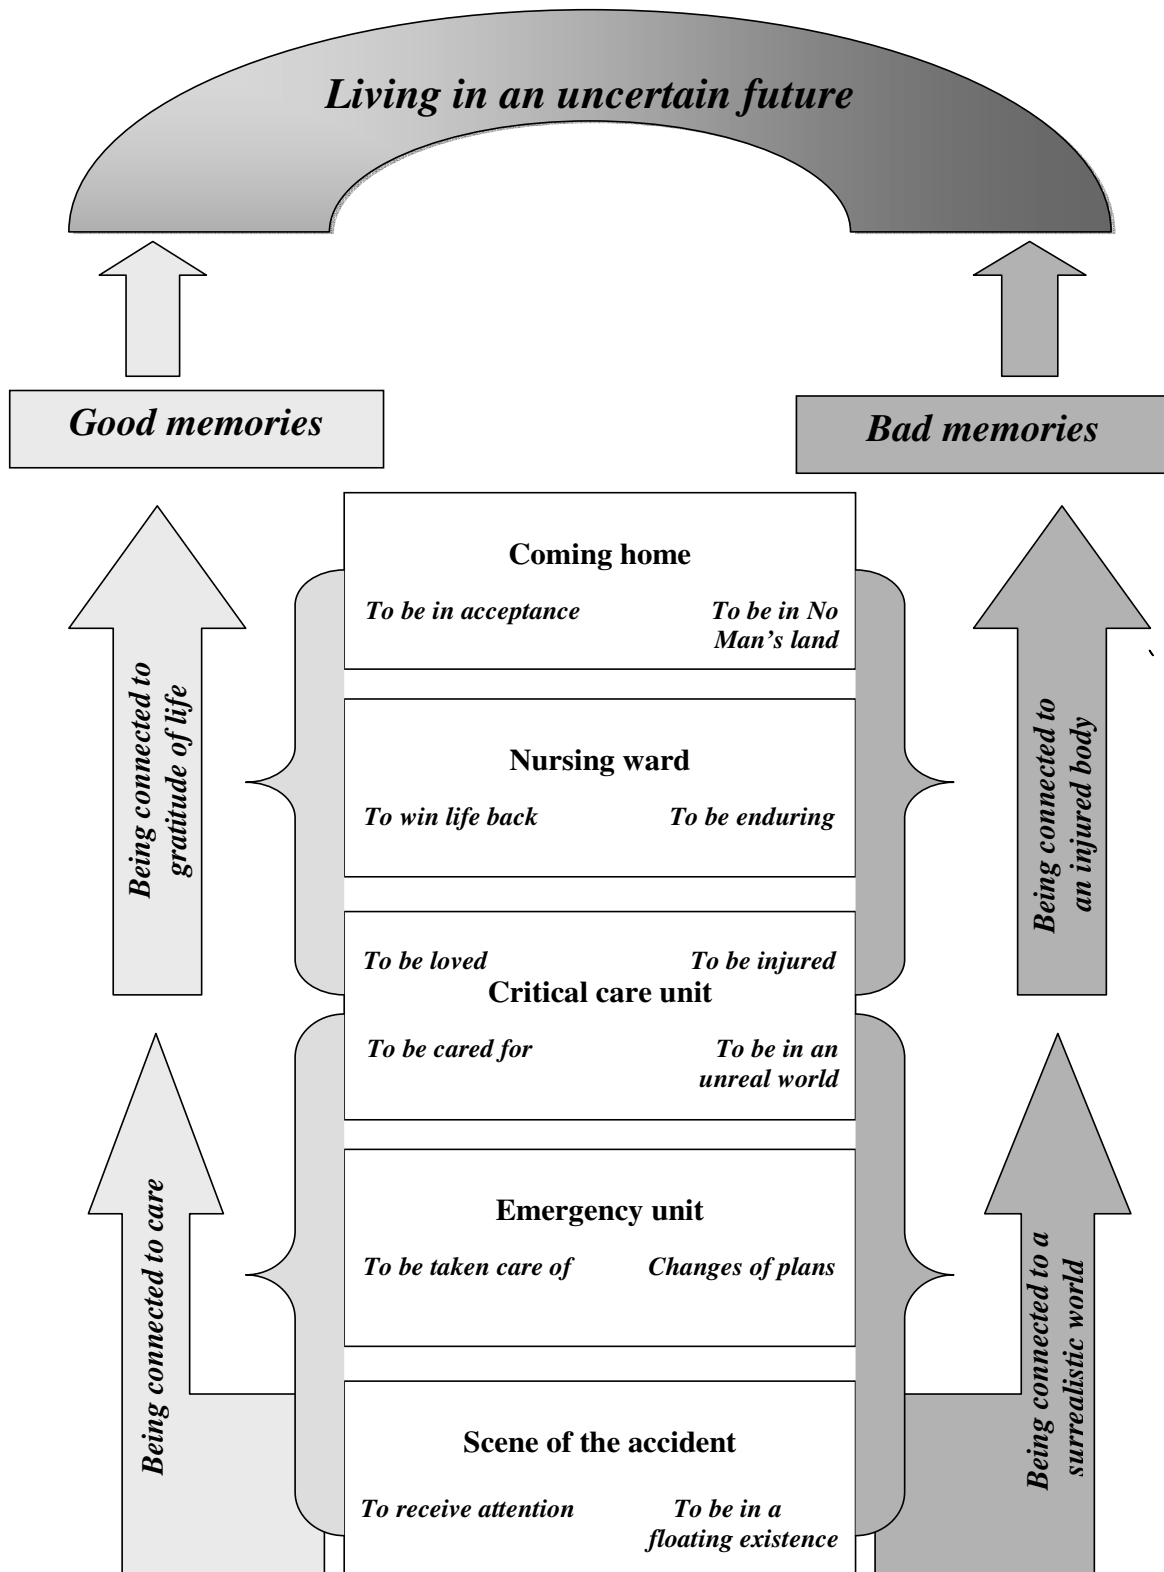 Living in an uncertain future
Good memories
Bad memories
Coming home
To be in acceptance
To be in No
Man’s land
Being connected to
gratitude of life
Being connected to
an injured body
Nursing ward
To win life back
To be enduring
To be loved
To be injured
Critical care unit
To be cared for
To be in an
unreal world
Being connected to care
Being connected to a
surrealistic world
Emergency unit
To be taken care of
Changes of plans
Scene of the accident
To receive attention
To be in a
floating existence